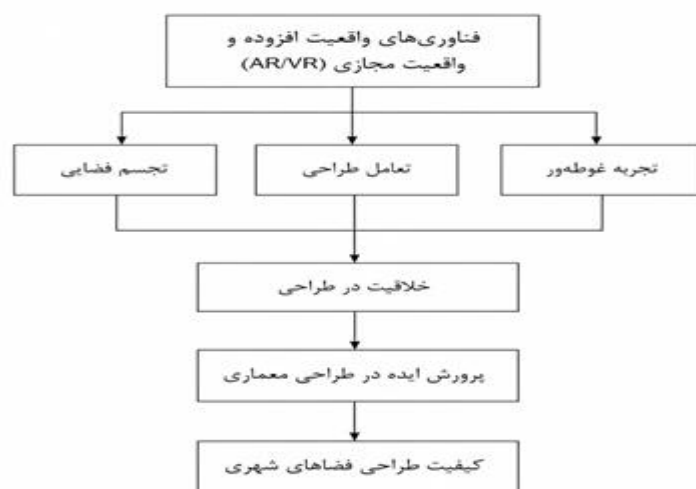 فناوری‌های واقعیت افزوده و
واقعیت مجازی (AR/VR)
تجربه غوطه‌ور
تعامل طراحی
تجسم فضایی
خلاقیت در طراحی
پرورش ایده در طراحی معماری
کیفیت طراحی فضاهای شهری